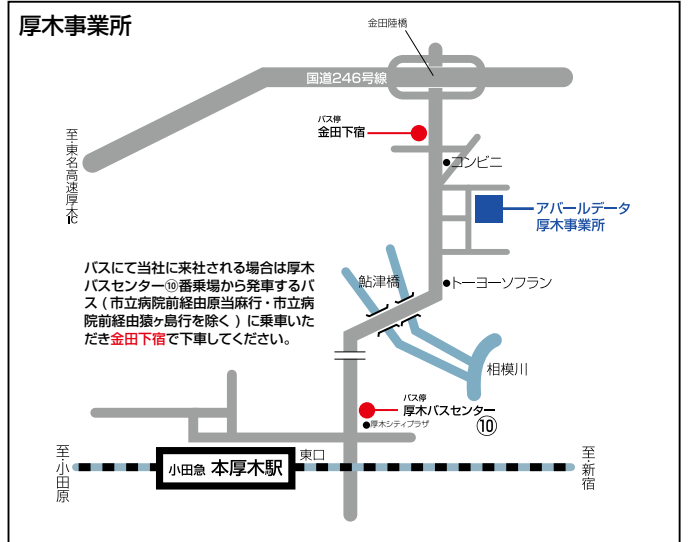 厚木事業所
金田陸橋
国道246号線
バス停
金田下宿
至・東名高速厚木IC
コンビニ
アバールデータ
厚木事業所
バスにて当社に来社される場合は厚木
バスセンター⑩番乗場から発車するバ
ス(市立病院前経由原当麻行・市立病
院前経由猿ヶ島行を除く)に乗車いた
だき金田下宿で下車してください。
鮎津橋
トーヨーソフラン
相模川
バス停
厚木バスセンター
⑩
厚木シティプラザ
至・小田原
小田急 本厚木駅
東口
至・新宿